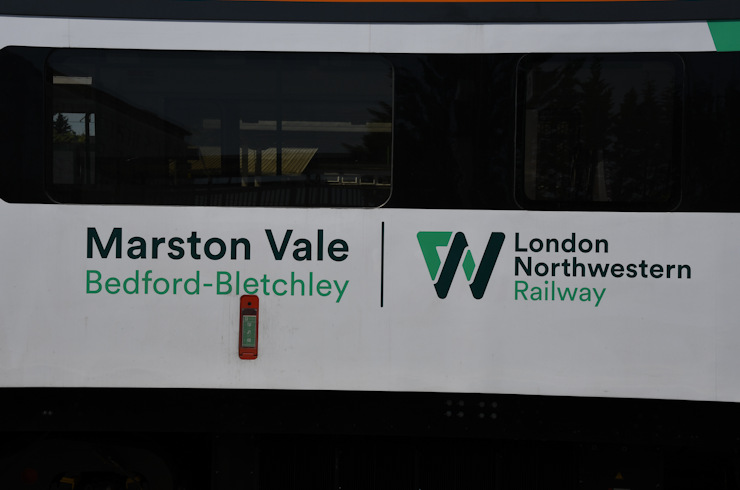 Marston Vale
Bedford-Bletchley
London
Northwestern
Railway